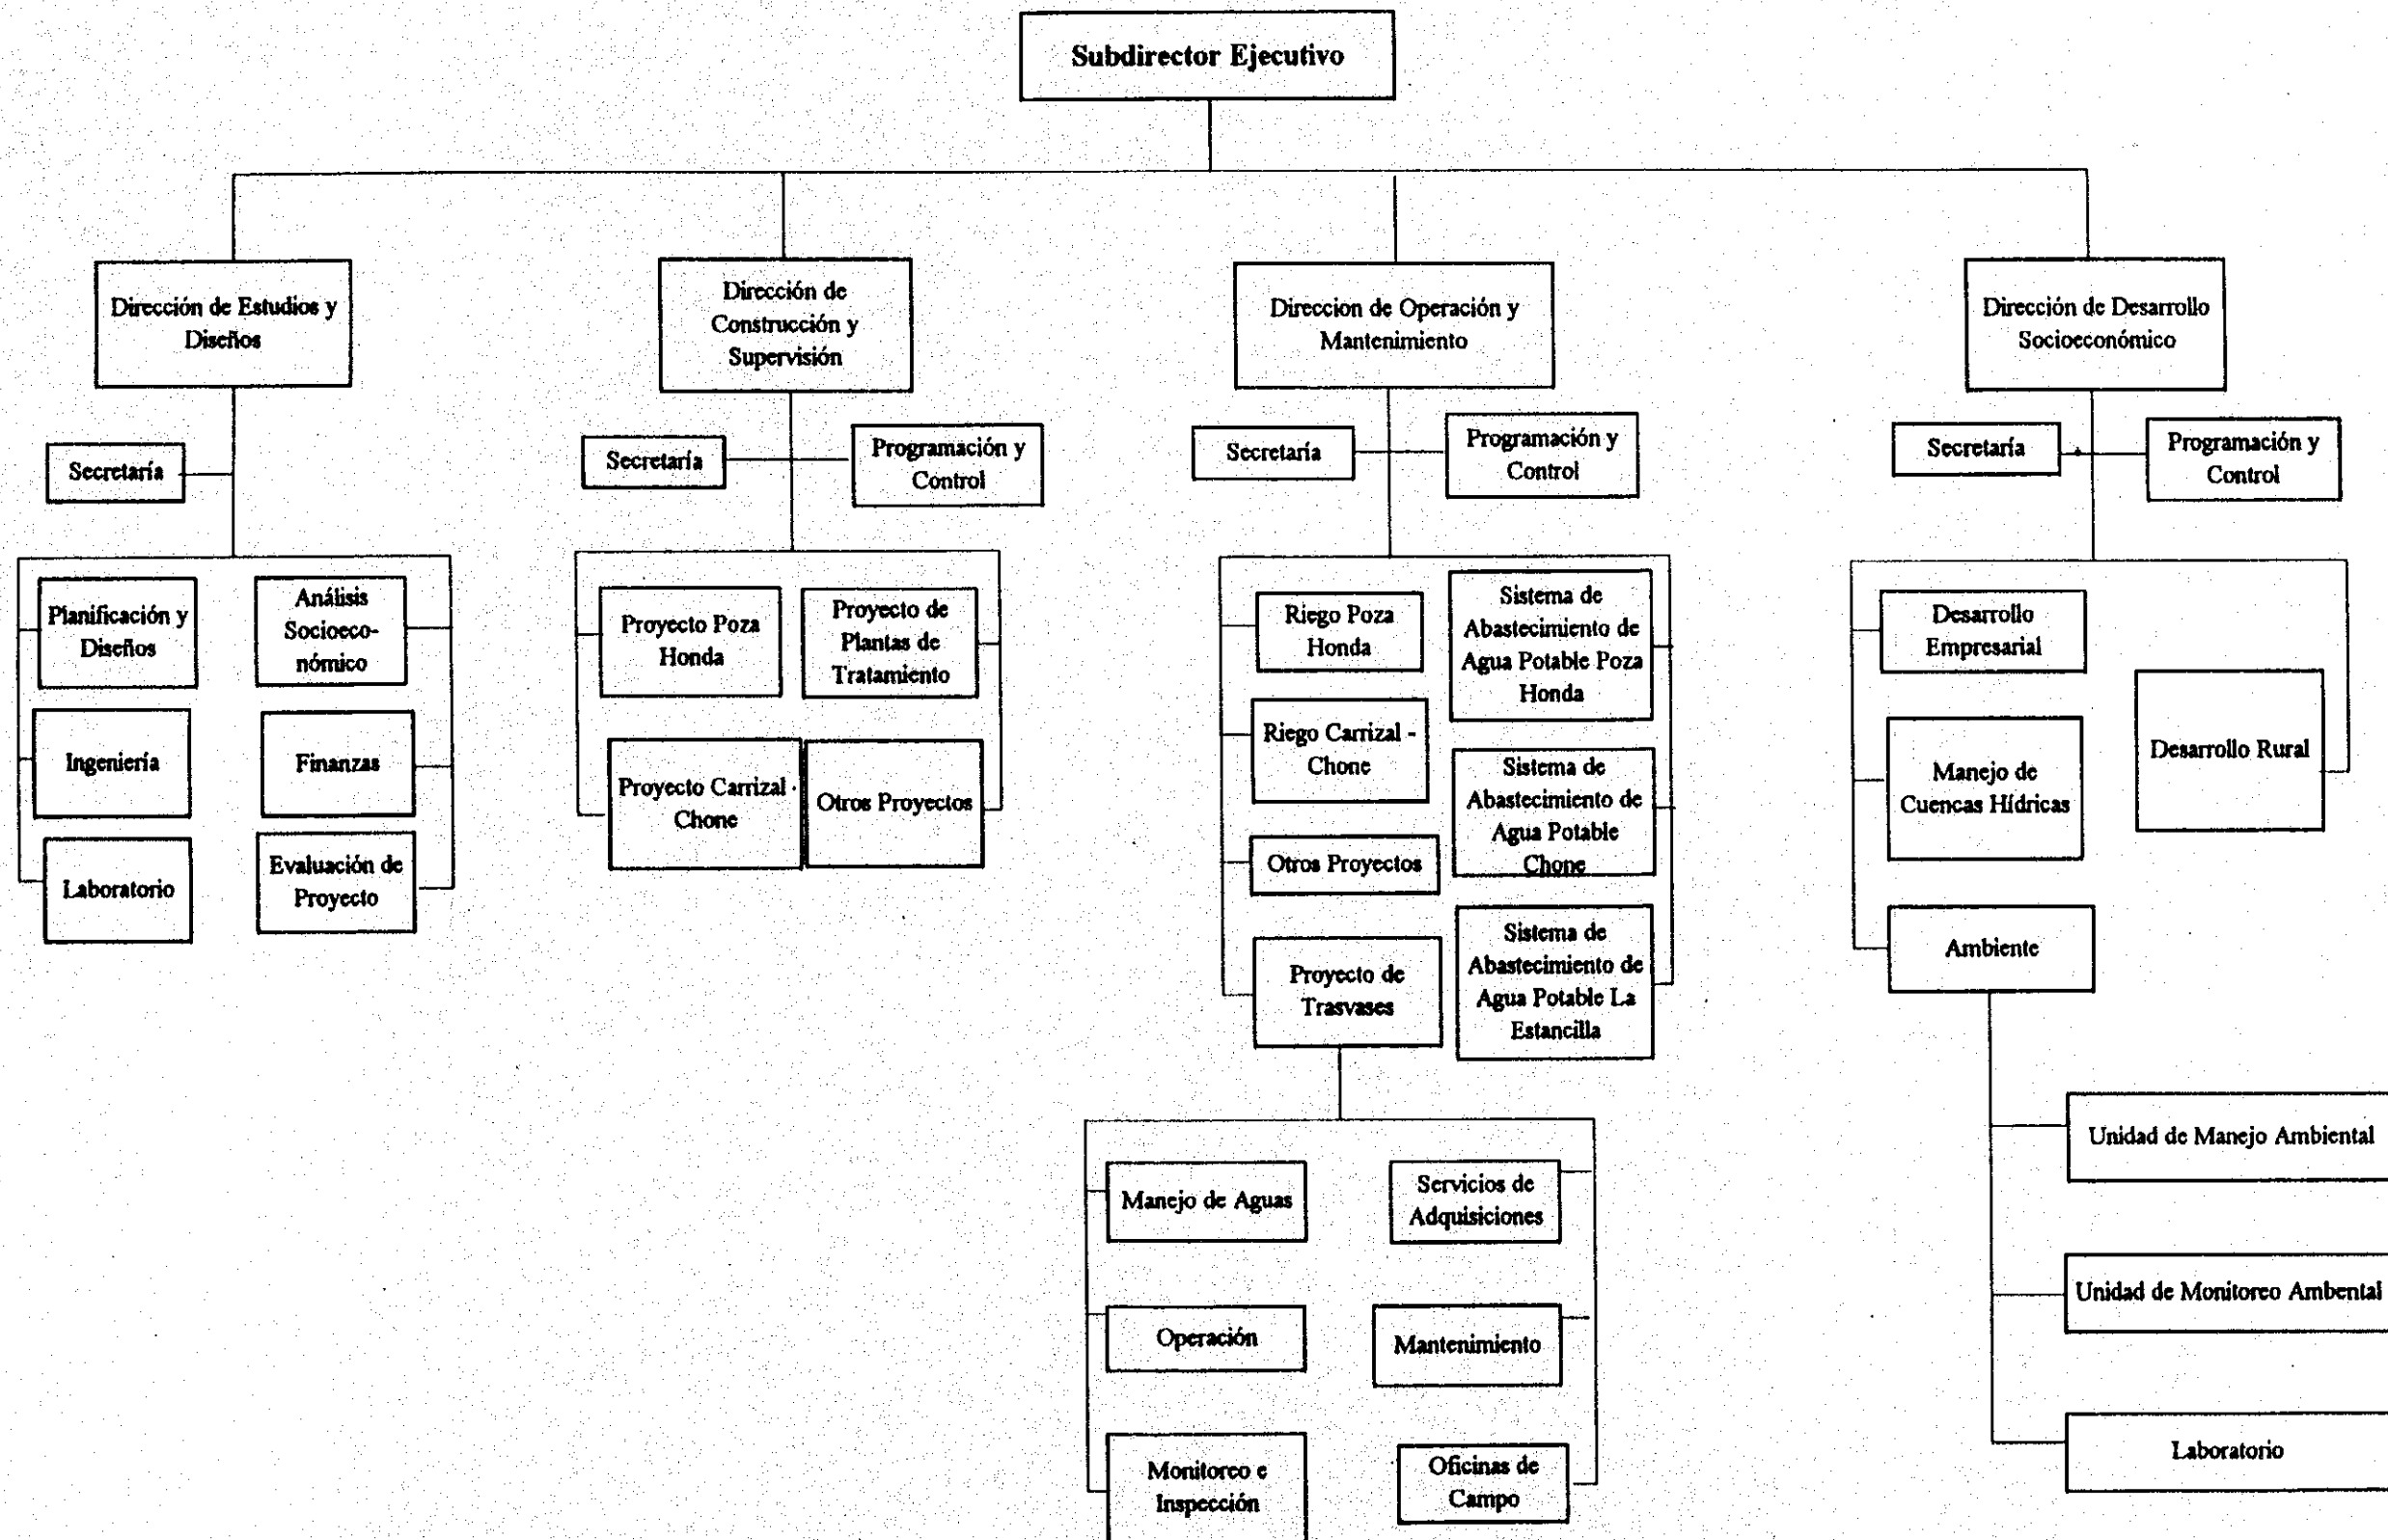 Subdirector Ejecutivo
Dirección de Estudios y
Diseños
Dirección de
Construcción y
Supervisión
Direccion de Operación y
Mantenimiento
Dirección de Desarrollo
Socioeconómico
Secretaría
Secretaría
Programación y
Control
Secretaría
Programación y
Control
Secretaría
Programación y
Control
Planificación y
Diseños
Análisis
Socioeco-
nómico
Ingeniería
Finanzas
Laboratorio
Evaluación de
Proyecto
Proyecto Poza
Honda
Proyecto de
Plantas de
Tratamiento
Proyecto Carrizal -
Chone
Otros Proyectos
Riego Poza
Honda
Sistema de
Abastecimiento de
Agua Potable Poza
Honda
Riego Carrizal -
Chone
Sistema de
Abastecimiento de
Agua Potable
Chone
Otros Proyectos
Proyecto de
Trasvases
Sistema de
Abastecimiento de
Agua Potable La
Estancilla
Desarrollo
Empresarial
Manejo de
Cuencas Hídricas
Desarrollo Rural
Ambiente
Manejo de Aguas
Servicios de
Adquisiciones
Operación
Mantenimiento
Monitoreo e
Inspección
Oficinas de
Campo
Unidad de Manejo Ambiental
Unidad de Monitoreo Ambental
Laboratorio